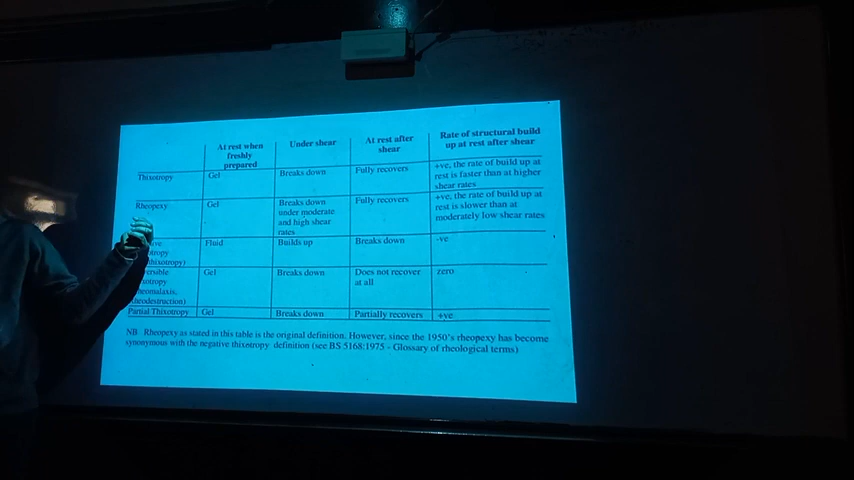 At rest when
freshly
prepared
Under shear
At rest after
shear
Rate of structural build
up at rest after shear
Thixotropy
Gel
Breaks down
Fully recovers
+ve, the rate of build up at
rest is faster than at higher
shear rates
Rheopexy
Gel
Breaks down
under moderate
and high shear
rates
Fully recovers
+ve, the rate of build up at
rest is slower than at
moderately low shear rates
Fluid
Builds up
Breaks down
-ve
Gel
Breaks down
Does not recover
at all
zero
Partial Thixotropy
Gel
Breaks down
Partially recovers
+ve
NB Rheopexy as stated in this table is the original definition. However, since the 1950's rheopexy has become
synonymous with the negative thixotropy definition (see BS 5168:1975 - Glossary of rheological terms)